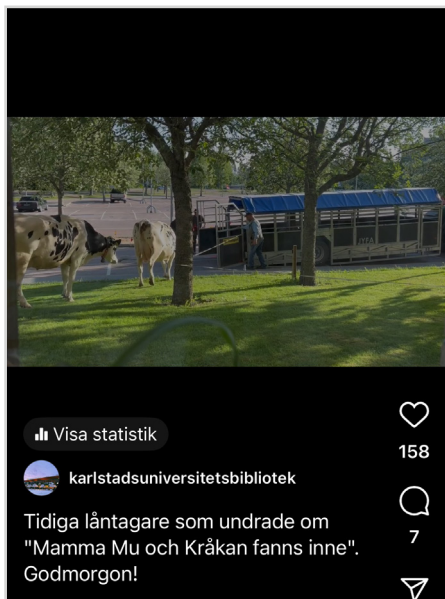 Visa statistik
karlstadsuniversitetsbibliotek
158
7
Tidiga låntagare som undrade om
"Mamma Mu och Kråkan fanns inne".
Godmorgon!